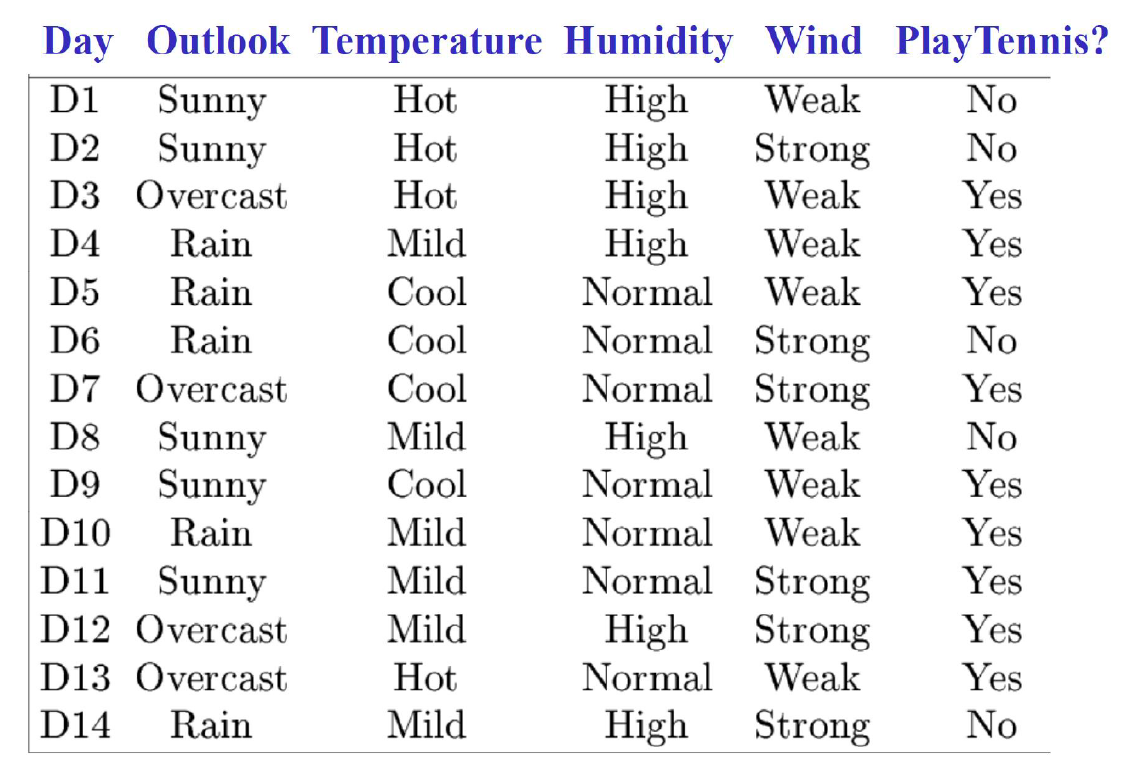 Day Outlook Temperature Humidity Wind PlayTennis?
D1 Sunny Hot High Weak No
D2 Sunny Hot High Strong No
D3 Overcast Hot High Weak Yes
D4 Rain Mild High Weak Yes
D5 Rain Cool Normal Weak Yes
D6 Rain Cool Normal Strong No
D7 Overcast Cool Normal Strong Yes
D8 Sunny Mild High Weak No
D9 Sunny Cool Normal Weak Yes
D10 Rain Mild Normal Weak Yes
D11 Sunny Mild Normal Strong Yes
D12 Overcast Mild High Strong Yes
D13 Overcast Hot Normal Weak Yes
D14 Rain Mild High Strong No